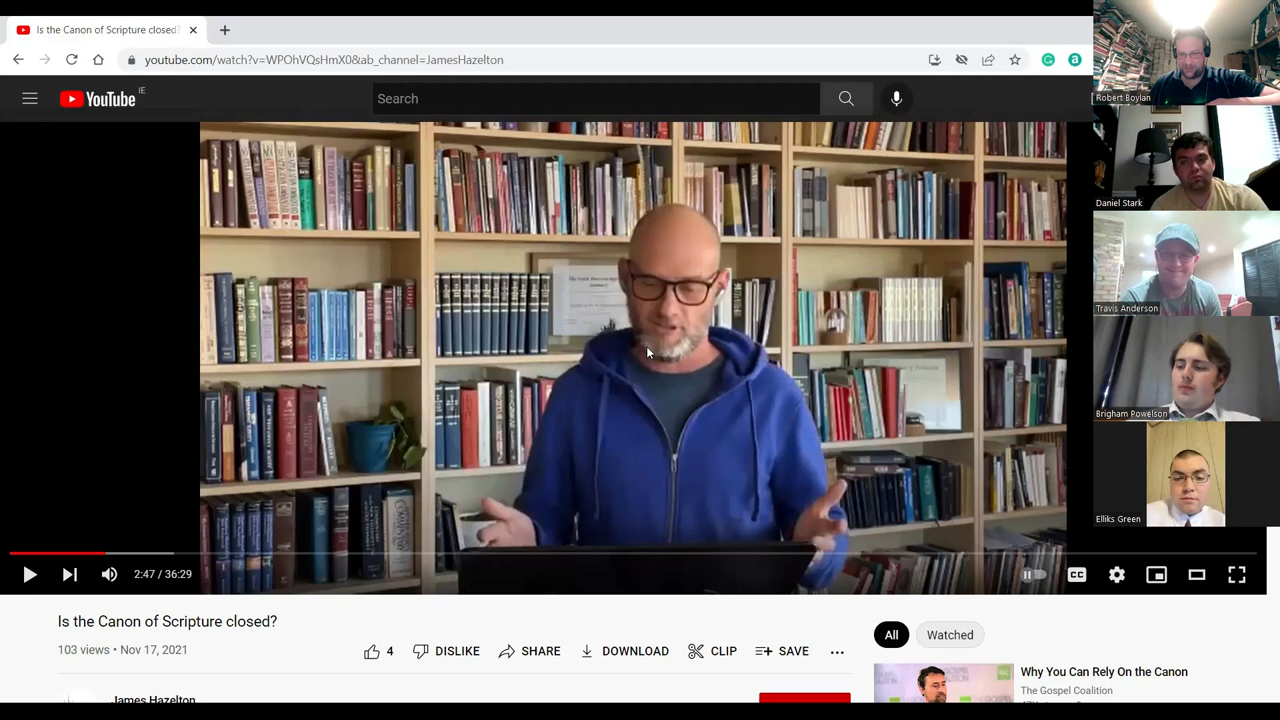 Is the Canon of Scripture closed?
youtube.com/watch?v=WPOhVQsHmX08&ab_channel=JamesHazelton
YouTube IE
Search
Robert Boylan
Daniel Stark
Travis Anderson
Brigham Powelson
Elliks Green
2:47 / 36:29
CC
Is the Canon of Scripture closed?
103 views • Nov 17, 2021
4
DISLIKE
SHARE
DOWNLOAD
CLIP
SAVE
All
Watched
James Hazelton
Why You Can Rely On the Canon
The Gospel Coalition